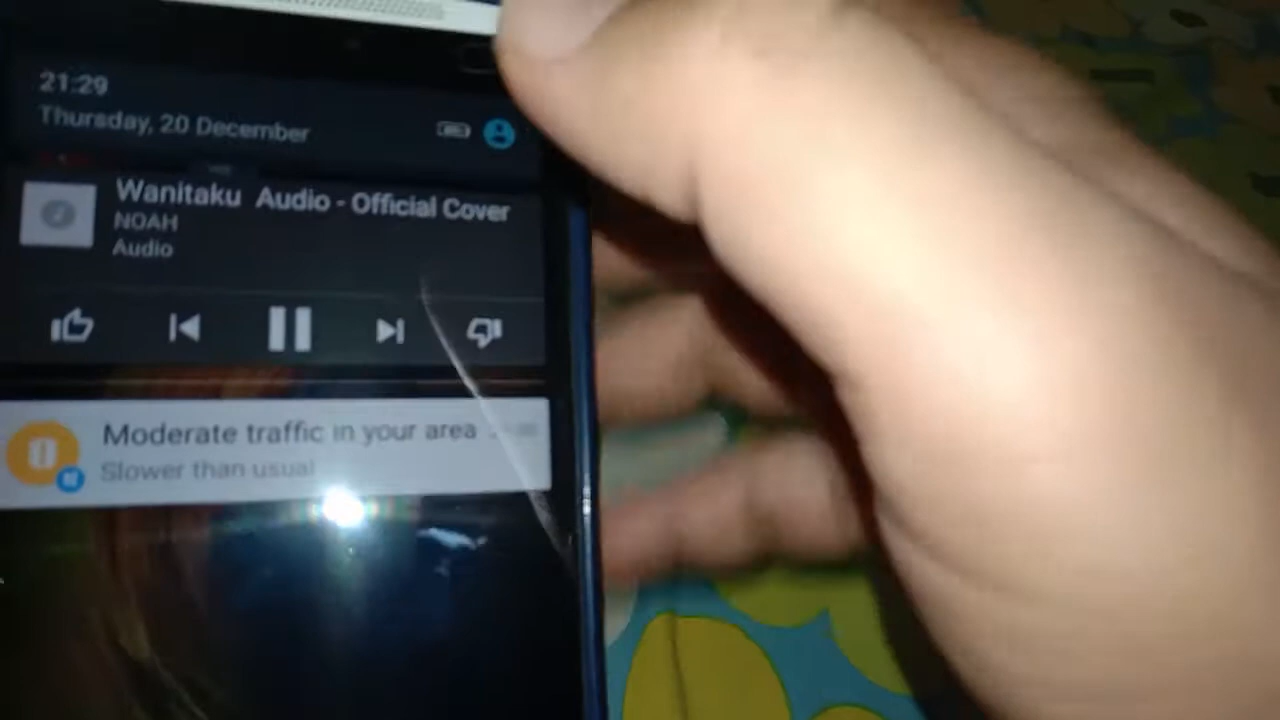 21:29
Thursday, 20 December
Wanitaku Audio - Official Cover
NOAH
Audio
Moderate traffic in your area
Slower than usual